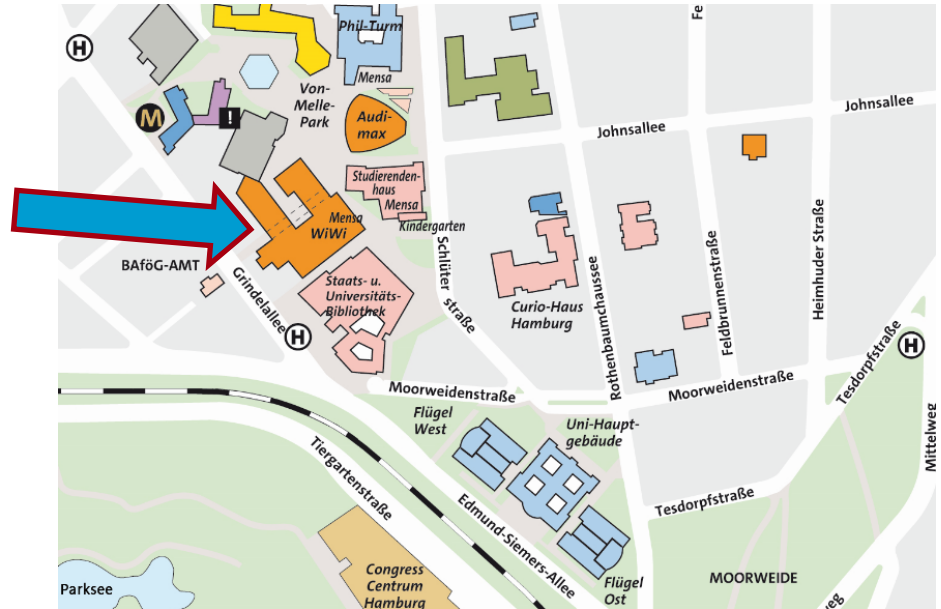 Phil-Turm
Fe
H
Mensa
Von-
Melle-
Park
M
!
Audi-
max
Johnsallee
Johnsallee
Studierenden-
haus
Mensa
Kindergarten
Mensa
WiWi
BAföG-AMT
Grindelallee
Staats- u.
Universitäts-
Bibliothek
Schlüter
straße
Curio-Haus
Hamburg
Rothenbaumchaussee
Feldbrunnenstraße
Heimhuder Straße
H
H
Tesdorpfstraße
Mittelweg
Moorweidenstraße
Moorweidenstraße
Flügel
West
Uni-Haupt-
gebäude
Tiergartenstraße
Edmund-Siemers-Allee
Tesdorpfstraße
Congress
Centrum
Hamburg
Flügel
Ost
MOORWEIDE
Parksee
weg